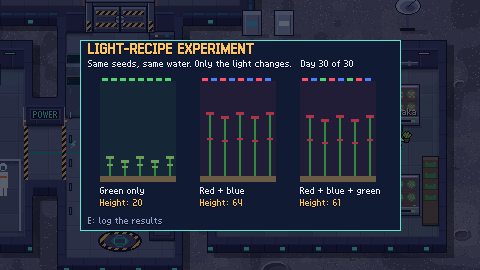 LIGHT-RECIPE EXPERIMENT
Same seeds, same water. Only the light changes. Day 30 of 30
POWER
Green only
Height: 20
Red + blue
Height: 64
Red + blue + green
Height: 61
E: log the results